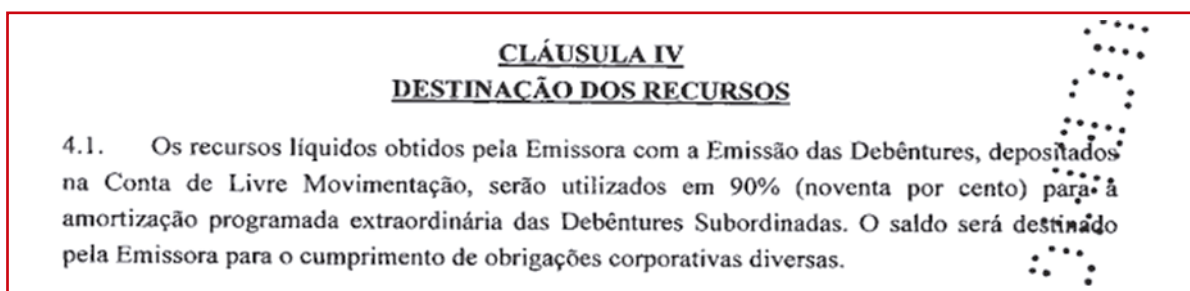 CLÁUSULA IV
DESTINAÇÃO DOS RECURSOS
4.1. Os recursos líquidos obtidos pela Emissora com a Emissão das Debêntures, depositados
na Conta de Livre Movimentação, serão utilizados em 90% (noventa por cento) para a
amortização programada extraordinária das Debêntures Subordinadas. O saldo será destinado
pela Emissora para o cumprimento de obrigações corporativas diversas.